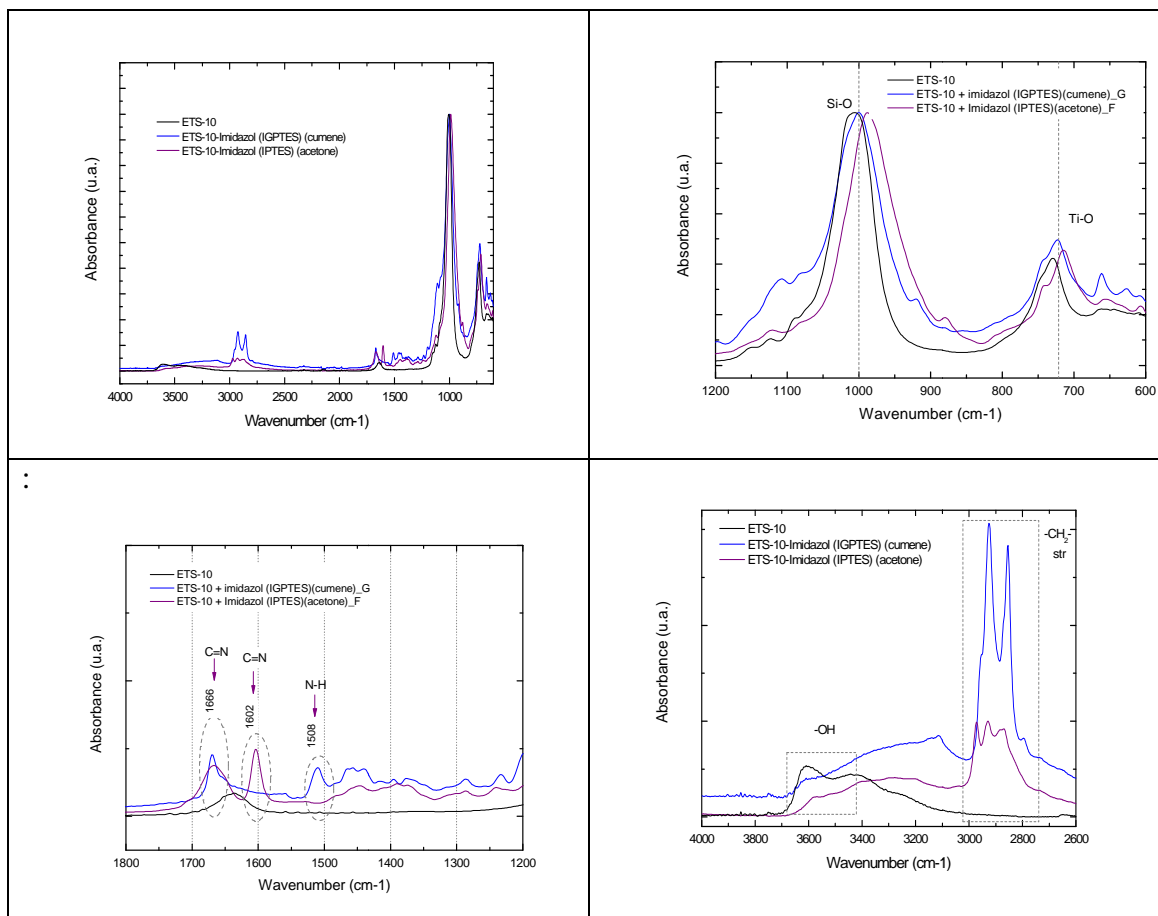 ETS-10
ETS-10-Imidazol (IGPTES) (cumene)
ETS-10-Imidazol (IPTES) (acetone)
Absorbance (u.a.)
4000 3500 3000 2500 2000 1500 1000
Wavenumber (cm-1)
ETS-10
ETS-10 + imidazol (IGPTES)(cumene)_G
ETS-10 + Imidazol (IPTES)(acetone)_F
Si-O
Ti-O
Absorbance (u.a.)
1200 1100 1000 900 800 700 600
Wavenumber (cm-1)
:
ETS-10
ETS-10 + imidazol (IGPTES)(cumene)_G
ETS-10 + Imidazol (IPTES)(acetone)_F
C=N
C=N
N-H
1666
1602
1508
Absorbance (u.a.)
1800 1700 1600 1500 1400 1300 1200
Wavenumber (cm-1)
ETS-10
ETS-10-Imidazol (IGPTES) (cumene)
ETS-10-Imidazol (IPTES) (acetone)
-CH2-
str
-OH
Absorbance (u.a.)
4000 3800 3600 3400 3200 3000 2800 2600
Wavenumber (cm-1)